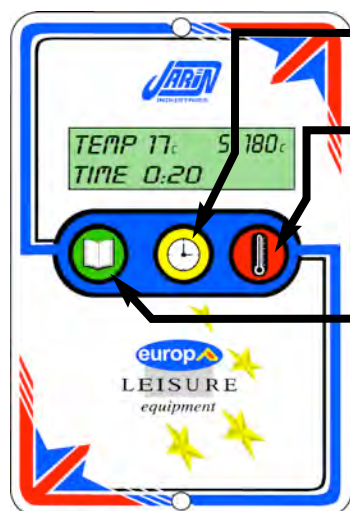 JARIN
INDUSTRIES
TEMP 17c S 180c
TIME 0:20
europa
LEISURE
equipment